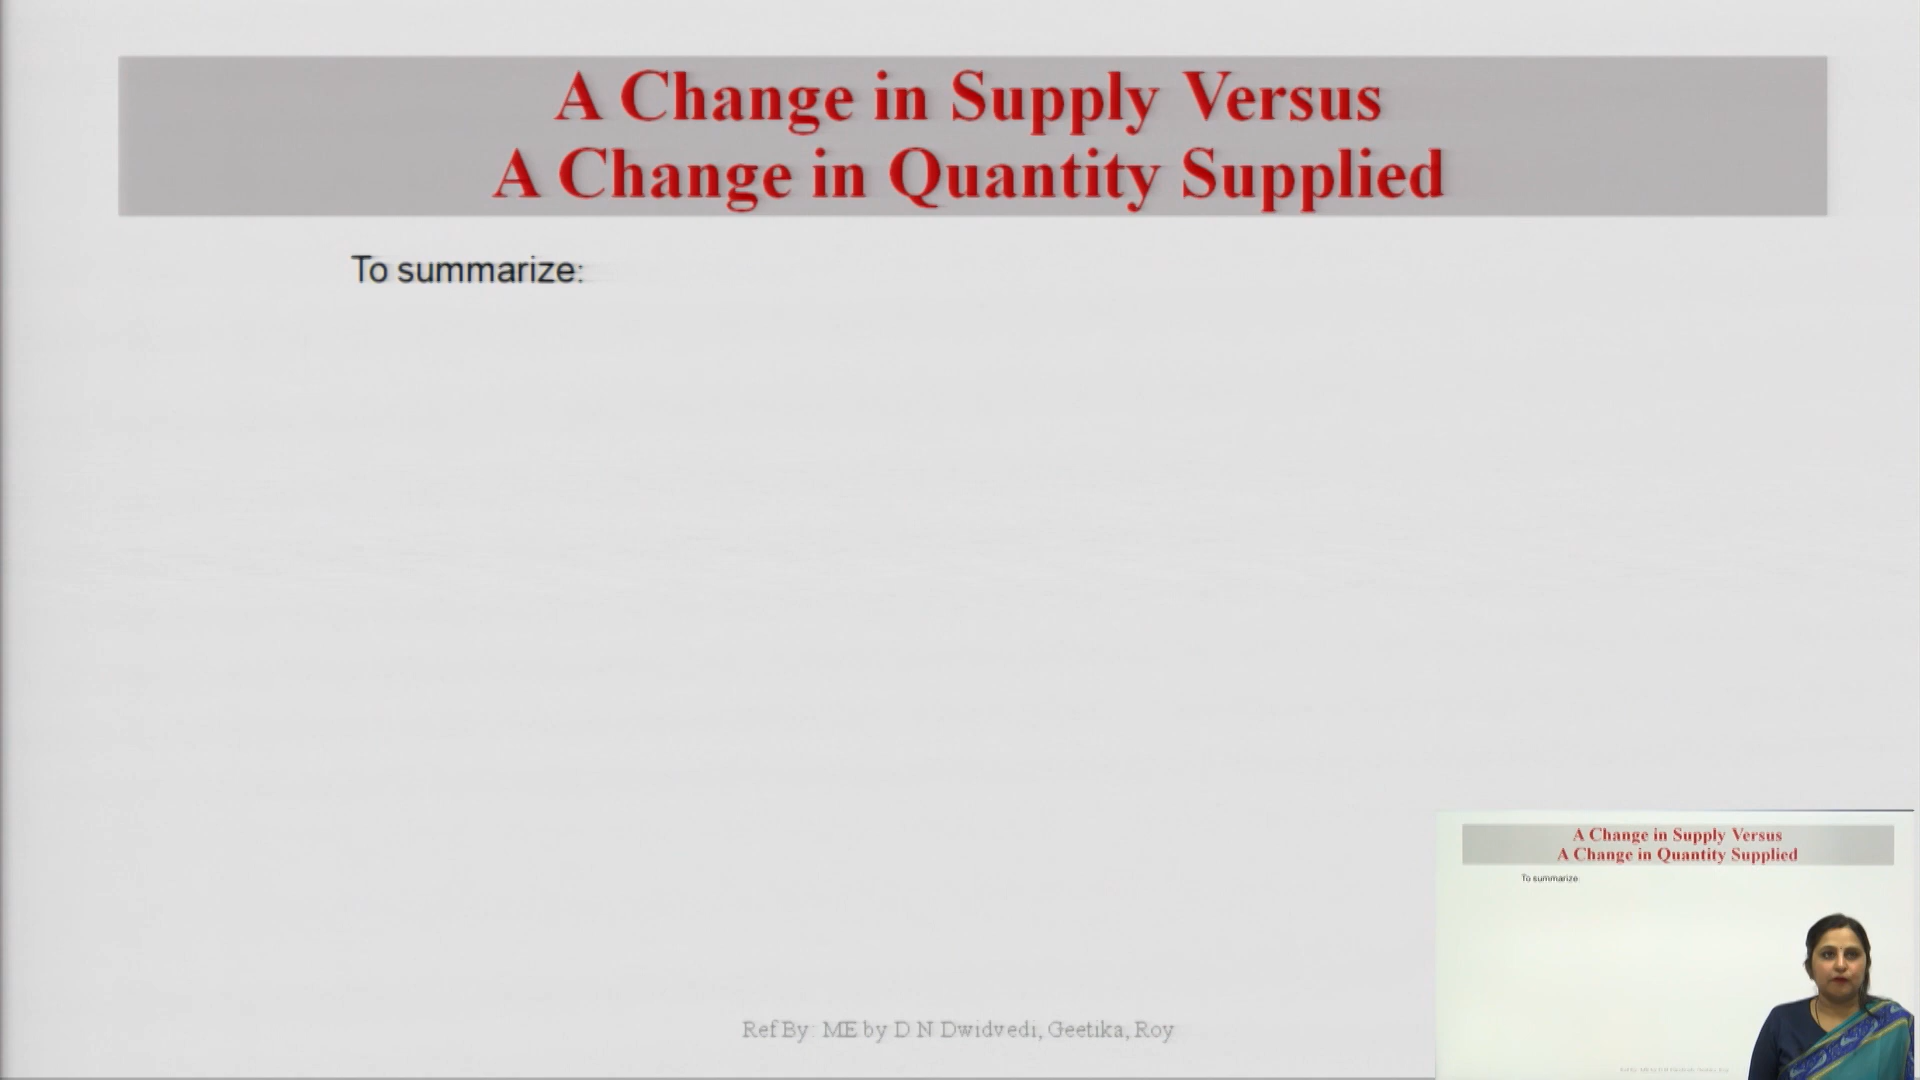 A Change in Supply Versus
A Change in Quantity Supplied
To summarize:
Ref By: ME by D N Dwidvedi, Geetika, Roy
A Change in Supply Versus
A Change in Quantity Supplied
To summarize